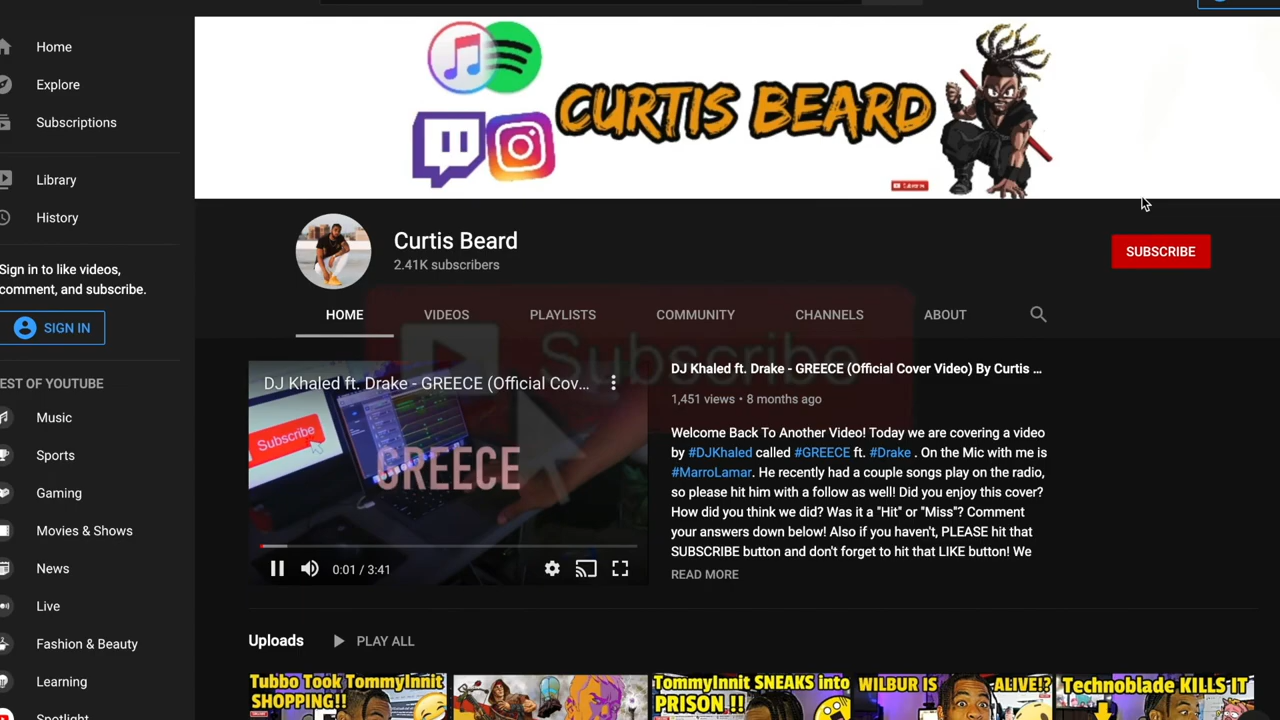 Home
Explore
Subscriptions
Library
History
Sign in to like videos,
comment, and subscribe.
SIGN IN
EST OF YOUTUBE
Music
Sports
Gaming
Movies & Shows
News
Live
Fashion & Beauty
Learning
Spotlight
CURTIS BEARD
Curtis Beard
2.41K subscribers
SUBSCRIBE
HOME
VIDEOS
PLAYLISTS
COMMUNITY
CHANNELS
ABOUT
Subscribe
DJ Khaled ft. Drake - GREECE (Official Cov...
Subscribe
GREECE
0:01 / 3:41
DJ Khaled ft. Drake - GREECE (Official Cover Video) By Curtis ...
1,451 views • 8 months ago
Welcome Back To Another Video! Today we are covering a video
by #DJKhaled called #GREECE ft. #Drake . On the Mic with me is
#MarroLamar. He recently had a couple songs play on the radio,
so please hit him with a follow as well! Did you enjoy this cover?
How did you think we did? Was it a "Hit" or "Miss"? Comment
your answers down below! Also if you haven't, PLEASE hit that
SUBSCRIBE button and don't forget to hit that LIKE button! We
READ MORE
Uploads
PLAY ALL
Tubbo Took TommyInnit
SHOPPING!!
TommyInnit SNEAKS into
PRISON !!
WILBUR IS ALIVE!?
Technoblade KILLS IT